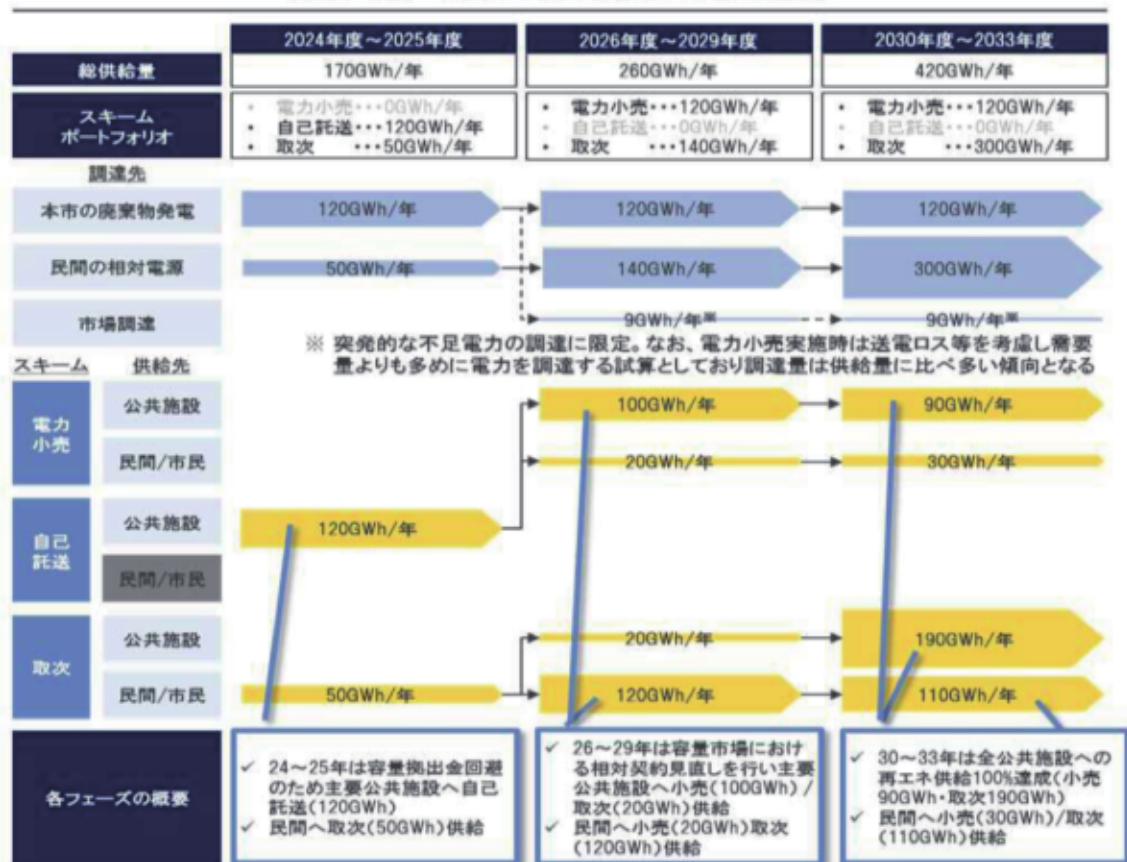 2024年度～2025年度
2026年度～2029年度
2030年度～2033年度
総供給量
170GWh/年
260GWh/年
420GWh/年
スキーム
ポートフォリオ
・ 電力小売・・・0GWh/年
・ 自己託送・・・120GWh/年
・ 取次 ・・・50GWh/年
・ 電力小売・・・120GWh/年
・ 自己託送・・・0GWh/年
・ 取次 ・・・140GWh/年
・ 電力小売・・・120GWh/年
・ 自己託送・・・0GWh/年
・ 取次 ・・・300GWh/年
調達先
本市の廃棄物発電
120GWh/年
120GWh/年
120GWh/年
民間の相対電源
50GWh/年
140GWh/年
300GWh/年
市場調達
9GWh/年※
9GWh/年※
※ 突発的な不足電力の調達に限定。なお、電力小売実施時は送電ロス等を考慮し需要
量よりも多めに電力を調達する試算としており調達量は供給量に比べ多い傾向となる
スキーム
供給先
電力
小売
公共施設
100GWh/年
90GWh/年
民間/市民
20GWh/年
30GWh/年
自己
託送
公共施設
120GWh/年
民間/市民
取次
公共施設
20GWh/年
190GWh/年
民間/市民
50GWh/年
120GWh/年
110GWh/年
各フェーズの概要
✓ 24～25年は容量拠出金回避
のため主要公共施設へ自己
託送(120GWh)
✓ 民間へ取次(50GWh)供給
✓ 26～29年は容量市場におけ
る相対契約見直しを行い主要
公共施設へ小売(100GWh)/
取次(20GWh)供給
✓ 民間へ小売(20GWh)取次
(120GWh)供給
✓ 30～33年は全公共施設への
再エネ供給100%達成(小売
90GWh・取次190GWh)
✓ 民間へ小売(30GWh)/取次
(110GWh)供給